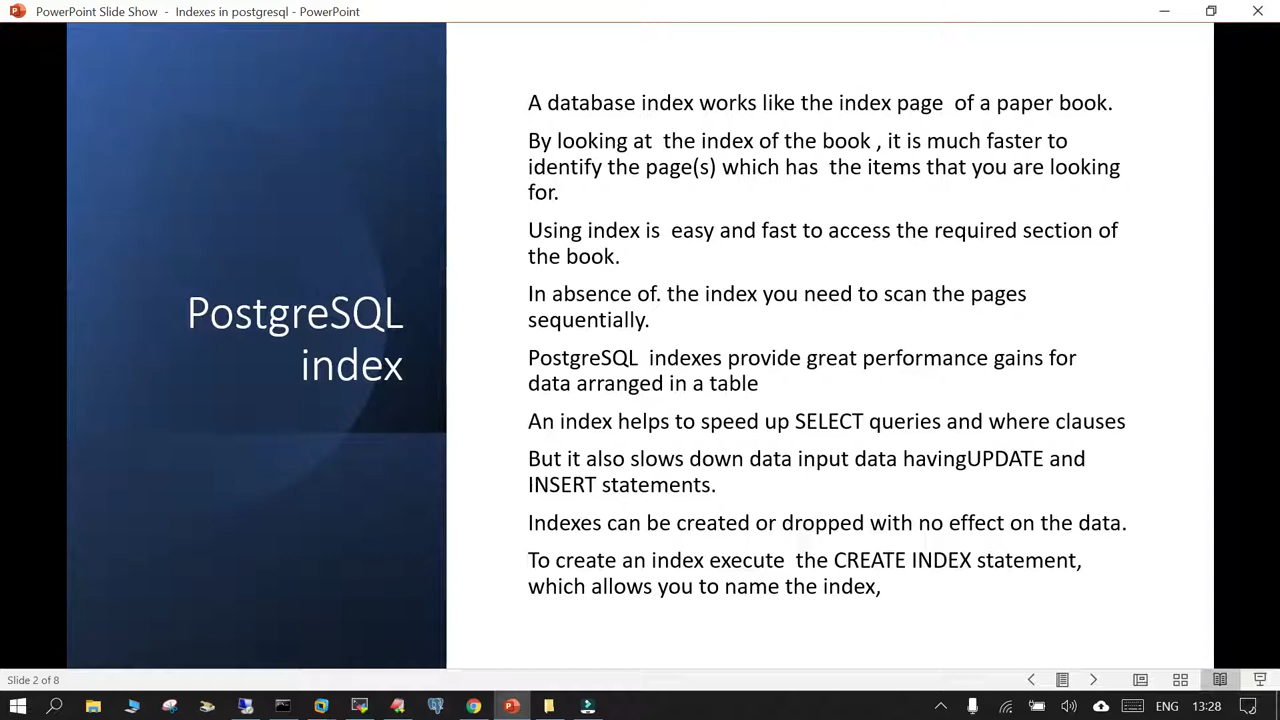 PowerPoint Slide Show - Indexes in postgresql - PowerPoint
PostgreSQL
index
A database index works like the index page of a paper book.
By looking at the index of the book , it is much faster to
identify the page(s) which has the items that you are looking
for.
Using index is easy and fast to access the required section of
the book.
In absence of. the index you need to scan the pages
sequentially.
PostgreSQL indexes provide great performance gains for
data arranged in a table
An index helps to speed up SELECT queries and where clauses
But it also slows down data input data havingUPDATE and
INSERT statements.
Indexes can be created or dropped with no effect on the data.
To create an index execute the CREATE INDEX statement,
which allows you to name the index,
Slide 2 of 8
ENG
13:28